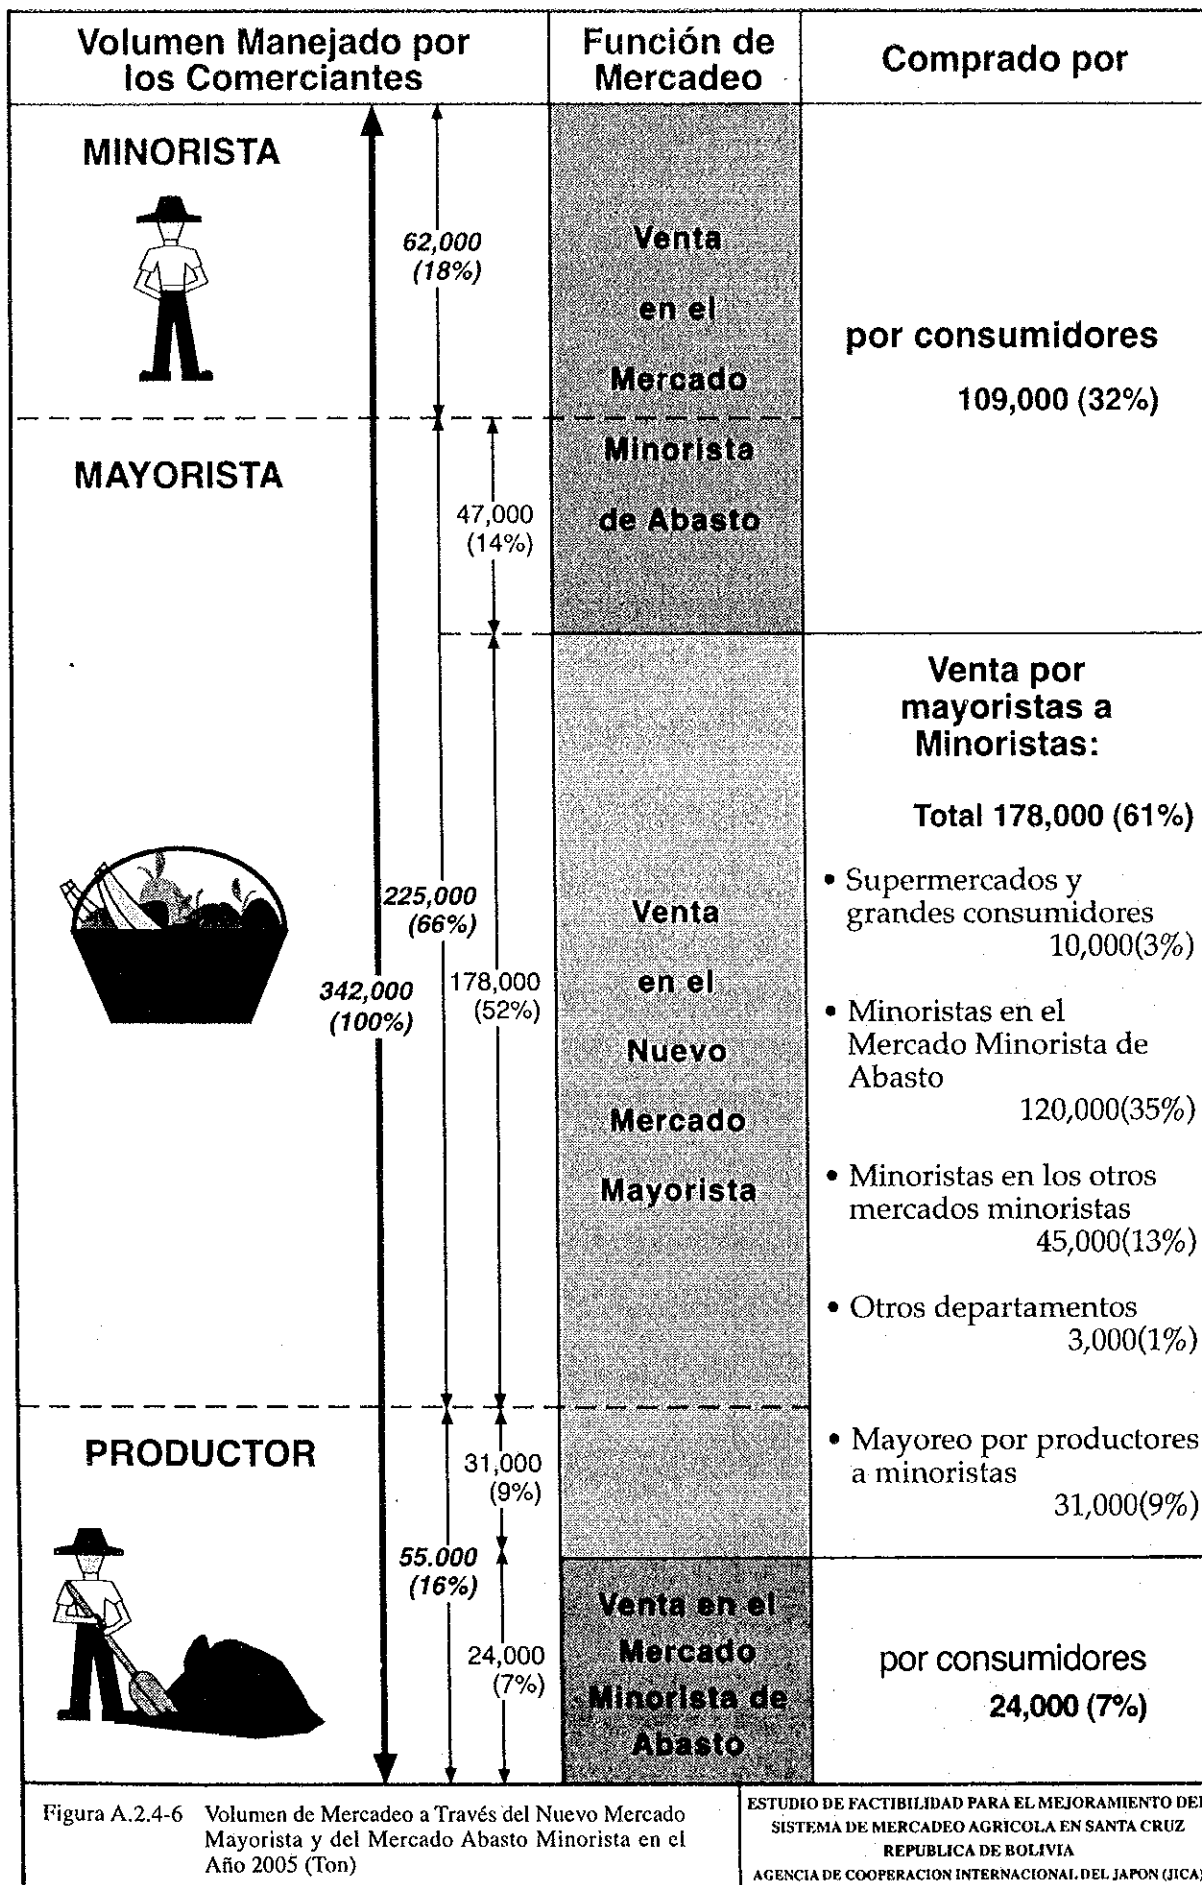 Volumen Manejado por
los Comerciantes
Función de
Mercadeo
Comprado por
MINORISTA
62,000
(18%)
Venta
en el
Mercado
Minorista
de Abasto
por consumidores
109,000 (32%)
MAYORISTA
47,000
(14%)
225,000
(66%)
342,000
(100%)
178,000
(52%)
Venta
en el
Nuevo
Mercado
Mayorista
Venta por
mayoristas a
Minoristas:
Total 178,000 (61%)
• Supermercados y
grandes consumidores
10,000(3%)
• Minoristas en el
Mercado Minorista de
Abasto
120,000(35%)
• Minoristas en los otros
mercados minoristas
45,000(13%)
• Otros departamentos
3,000(1%)
PRODUCTOR
31,000
(9%)
55.000
(16%)
24,000
(7%)
• Mayoreo por productores
a minoristas
31,000(9%)
Venta en el
Mercado
Minorista de
Abasto
por consumidores
24,000 (7%)
Figura A.2.4-6 Volumen de Mercadeo a Través del Nuevo Mercado
Mayorista y del Mercado Abasto Minorista en el
Año 2005 (Ton)
ESTUDIO DE FACTIBILIDAD PARA EL MEJORAMIENTO DEL
SISTEMA DE MERCADEO AGRICOLA EN SANTA CRUZ
REPUBLICA DE BOLIVIA
AGENCIA DE COOPERACION INTERNACIONAL DEL JAPON (JICA)